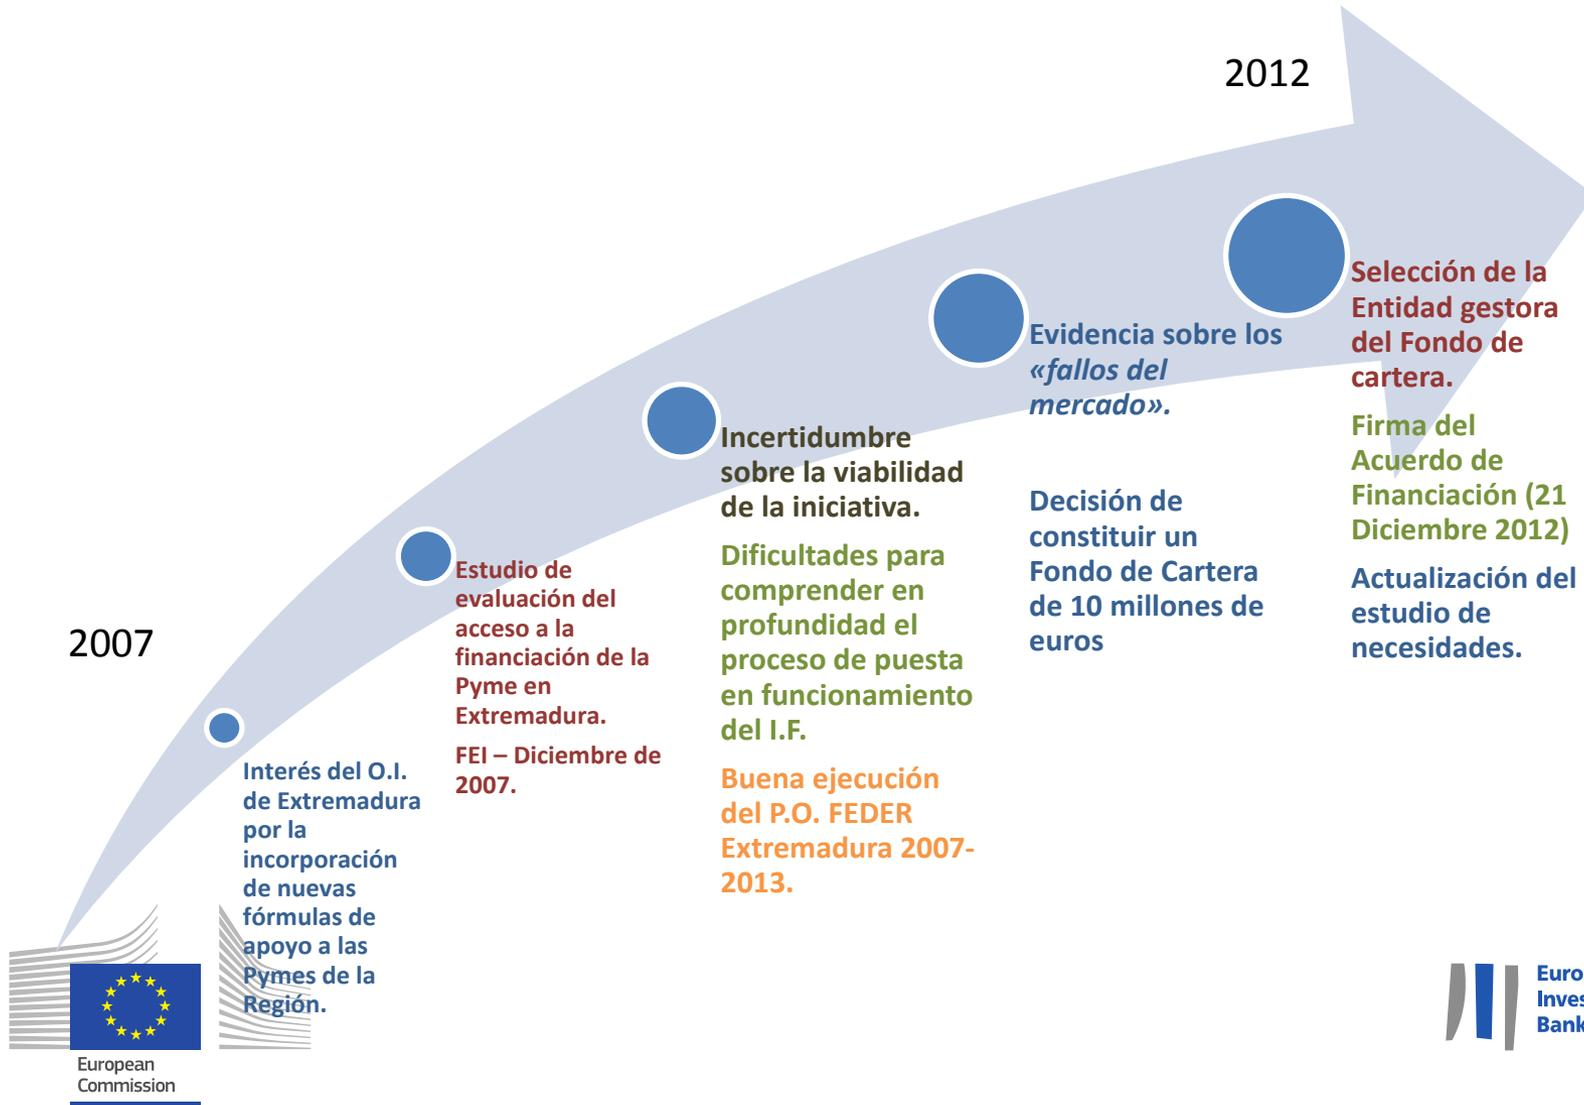 2012
2007
Interés del O.I.
de Extremadura
por la
incorporación
de nuevas
fórmulas de
apoyo a las
Pymes de la
Región.
Estudio de
evaluación del
acceso a la
financiación de la
Pyme en
Extremadura.
FEI – Diciembre de
2007.
Incertidumbre
sobre la viabilidad
de la iniciativa.
Dificultades para
comprender en
profundidad el
proceso de puesta
en funcionamiento
del I.F.
Buena ejecución
del P.O. FEDER
Extremadura 2007-
2013.
Evidencia sobre los
«fallos del
mercado».
Decisión de
constituir un
Fondo de Cartera
de 10 millones de
euros
Selección de la
Entidad gestora
del Fondo de
cartera.
Firma del
Acuerdo de
Financiación (21
Diciembre 2012)
Actualización del
estudio de
necesidades.
European
Commission
Euro
Inves
Bank